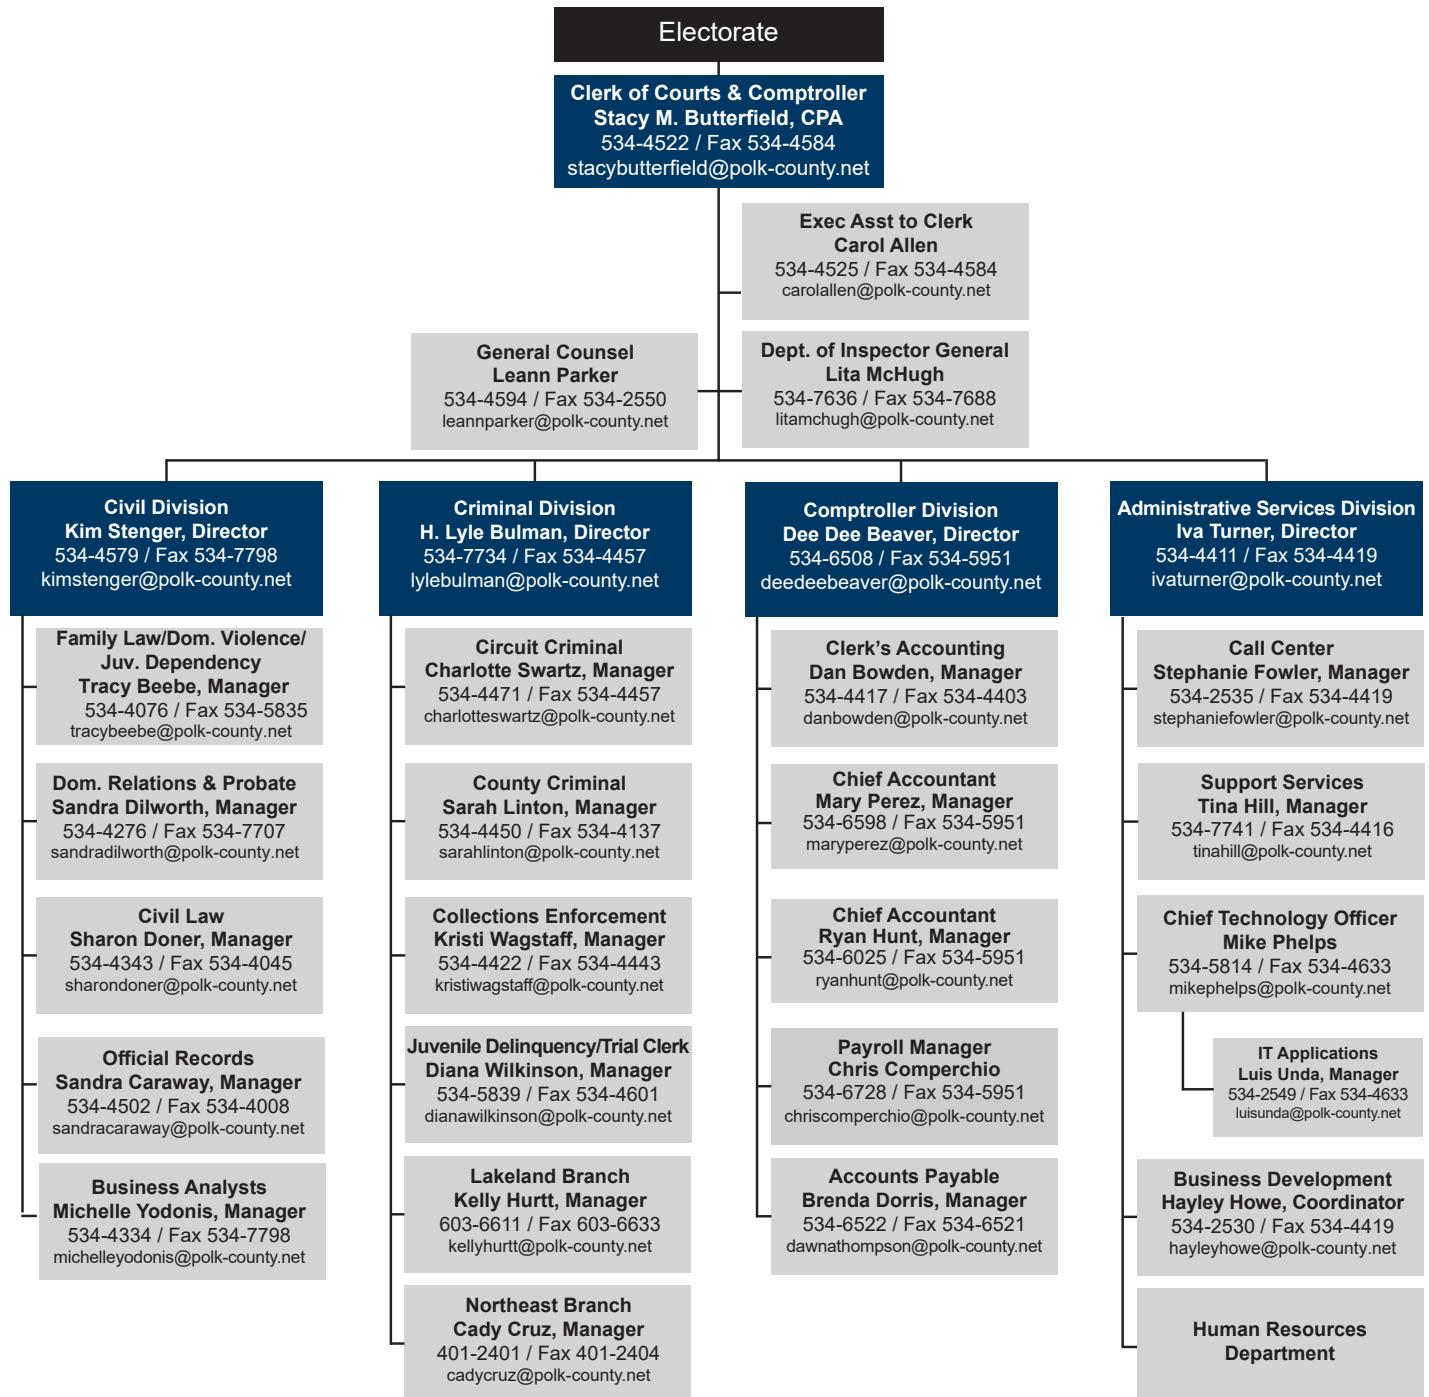 Electorate
Clerk of Courts & Comptroller
Stacy M. Butterfield, CPA
534-4522 / Fax 534-4584
stacybutterfield@polk-county.net
Exec Asst to Clerk
Carol Allen
534-4525 / Fax 534-4584
carolallen@polk-county.net
General Counsel
Leann Parker
534-4594 / Fax 534-2550
leannparker@polk-county.net
Dept. of Inspector General
Lita McHugh
534-7636 / Fax 534-7688
litamchugh@polk-county.net
Civil Division
Kim Stenger, Director
534-4579 / Fax 534-7798
kimstenger@polk-county.net
Family Law/Dom. Violence/
Juv. Dependency
Tracy Beebe, Manager
534-4076 / Fax 534-5835
tracybeebe@polk-county.net
Dom. Relations & Probate
Sandra Dilworth, Manager
534-4276 / Fax 534-7707
sandradilworth@polk-county.net
Civil Law
Sharon Doner, Manager
534-4343 / Fax 534-4045
sharondoner@polk-county.net
Official Records
Sandra Caraway, Manager
534-4502 / Fax 534-4008
sandracaraway@polk-county.net
Business Analysts
Michelle Yodonis, Manager
534-4334 / Fax 534-7798
michelleyodonis@polk-county.net
Criminal Division
H. Lyle Bulman, Director
534-7734 / Fax 534-4457
lylebulman@polk-county.net
Circuit Criminal
Charlotte Swartz, Manager
534-4471 / Fax 534-4457
charlotteswartz@polk-county.net
County Criminal
Sarah Linton, Manager
534-4450 / Fax 534-4137
sarahlinton@polk-county.net
Collections Enforcement
Kristi Wagstaff, Manager
534-4422 / Fax 534-4443
kristiwagstaff@polk-county.net
Juvenile Delinquency/Trial Clerk
Diana Wilkinson, Manager
534-5839 / Fax 534-4601
dianawilkinson@polk-county.net
Lakeland Branch
Kelly Hurtt, Manager
603-6611 / Fax 603-6633
kellyhurtt@polk-county.net
Northeast Branch
Cady Cruz, Manager
401-2401 / Fax 401-2404
cadycruz@polk-county.net
Comptroller Division
Dee Dee Beaver, Director
534-6508 / Fax 534-5951
deedeebeaver@polk-county.net
Clerk's Accounting
Dan Bowden, Manager
534-4417 / Fax 534-4403
danbowden@polk-county.net
Chief Accountant
Mary Perez, Manager
534-6598 / Fax 534-5951
maryperez@polk-county.net
Chief Accountant
Ryan Hunt, Manager
534-6025 / Fax 534-5951
ryanhunt@polk-county.net
Payroll Manager
Chris Comperchio
534-6728 / Fax 534-5951
chriscomperchio@polk-county.net
Accounts Payable
Brenda Dorris, Manager
534-6522 / Fax 534-6521
dawnathompson@polk-county.net
Administrative Services Division
Iva Turner, Director
534-4411 / Fax 534-4419
ivaturner@polk-county.net
Call Center
Stephanie Fowler, Manager
534-2535 / Fax 534-4419
stephaniefowler@polk-county.net
Support Services
Tina Hill, Manager
534-7741 / Fax 534-4416
tinahill@polk-county.net
Chief Technology Officer
Mike Phelps
534-5814 / Fax 534-4633
mikephelps@polk-county.net
IT Applications
Luis Unda, Manager
534-2549 / Fax 534-4633
luisunda@polk-county.net
Business Development
Hayley Howe, Coordinator
534-2530 / Fax 534-4419
hayleyhowe@polk-county.net
Human Resources
Department